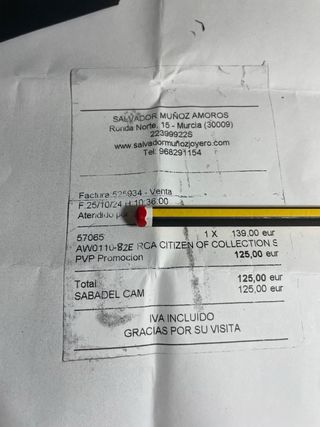 SALVADOR MUÑOZ AMOROS
Ronda Norte, 15 - Murcia (30009)
22399922S
www.salvadormuñozjoyero.com
Tel: 968291154
Factura 525934 - Venta
F.25/10/24 H.10:36:00
Atendido por
57065 1 X 139,00 eur
AW0110-82E RCA CITIZEN OF COLLECTION S
PVP Promocion 125,00 eur
Total 125,00 eur
SABADEL CAM 125,00 eur
IVA INCLUIDO
GRACIAS POR SU VISITA